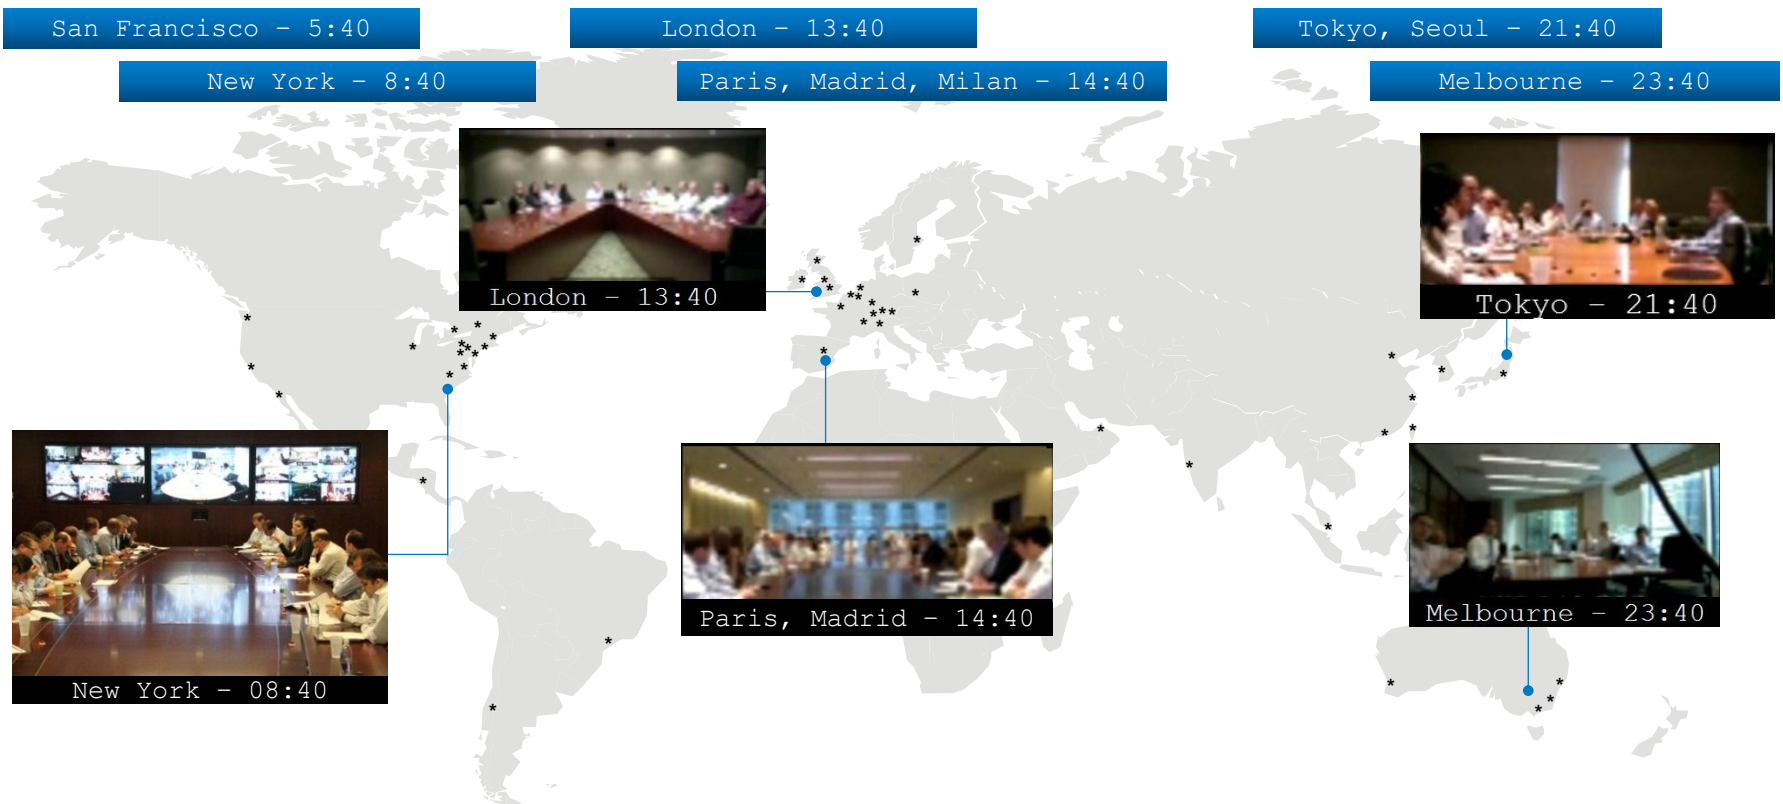 San Francisco – 5:40
London – 13:40
Tokyo, Seoul – 21:40
New York – 8:40
Paris, Madrid, Milan – 14:40
Melbourne – 23:40
London – 13:40
Tokyo – 21:40
Paris, Madrid – 14:40
Melbourne – 23:40
New York – 08:40